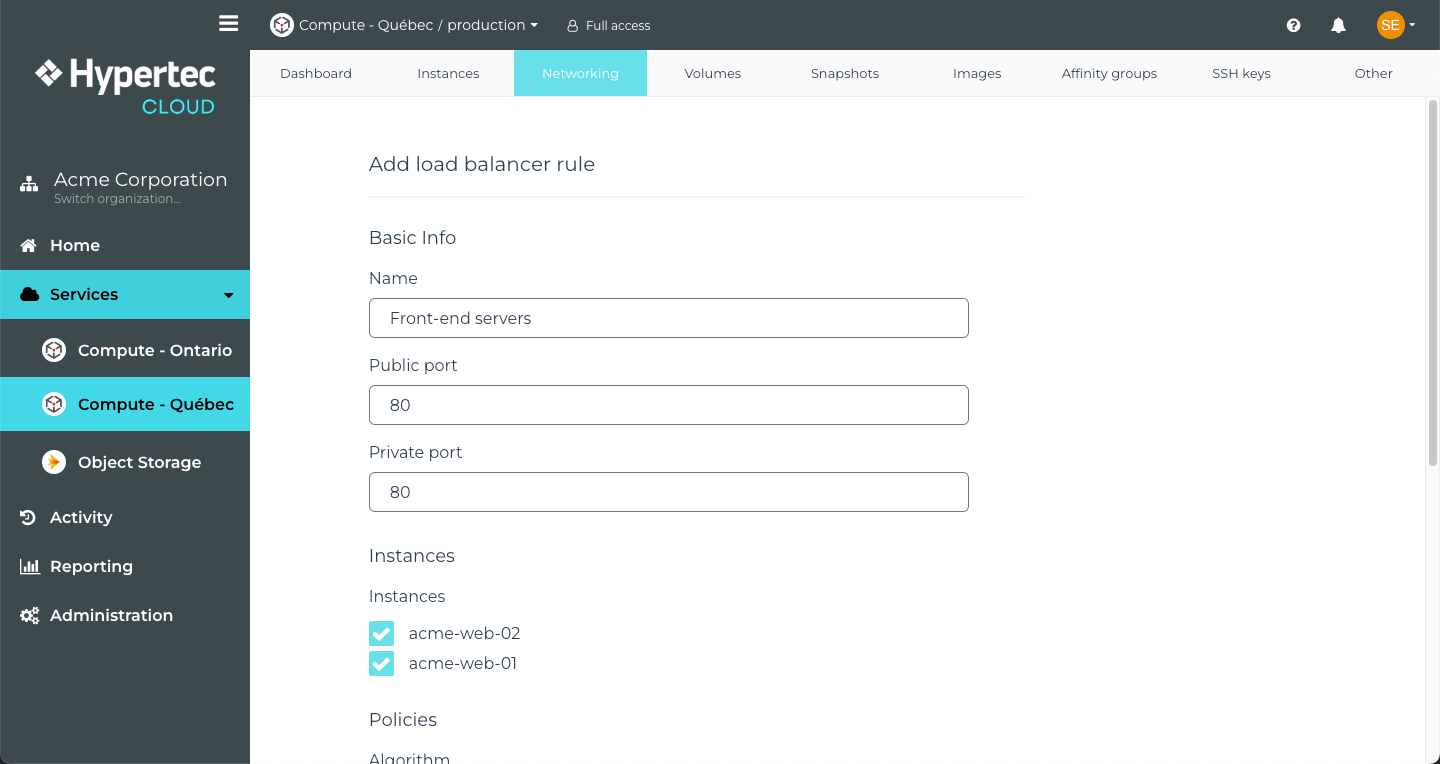 Compute - Québec / production
Full access
SE
Hypertec
CLOUD
Dashboard
Instances
Networking
Volumes
Snapshots
Images
Affinity groups
SSH keys
Other
Acme Corporation
Switch organization...
Home
Services
Compute - Ontario
Compute - Québec
Object Storage
Activity
Reporting
Administration
Add load balancer rule
Basic Info
Name
Front-end servers
Public port
80
Private port
80
Instances
Instances
acme-web-02
acme-web-01
Policies
Algorithm